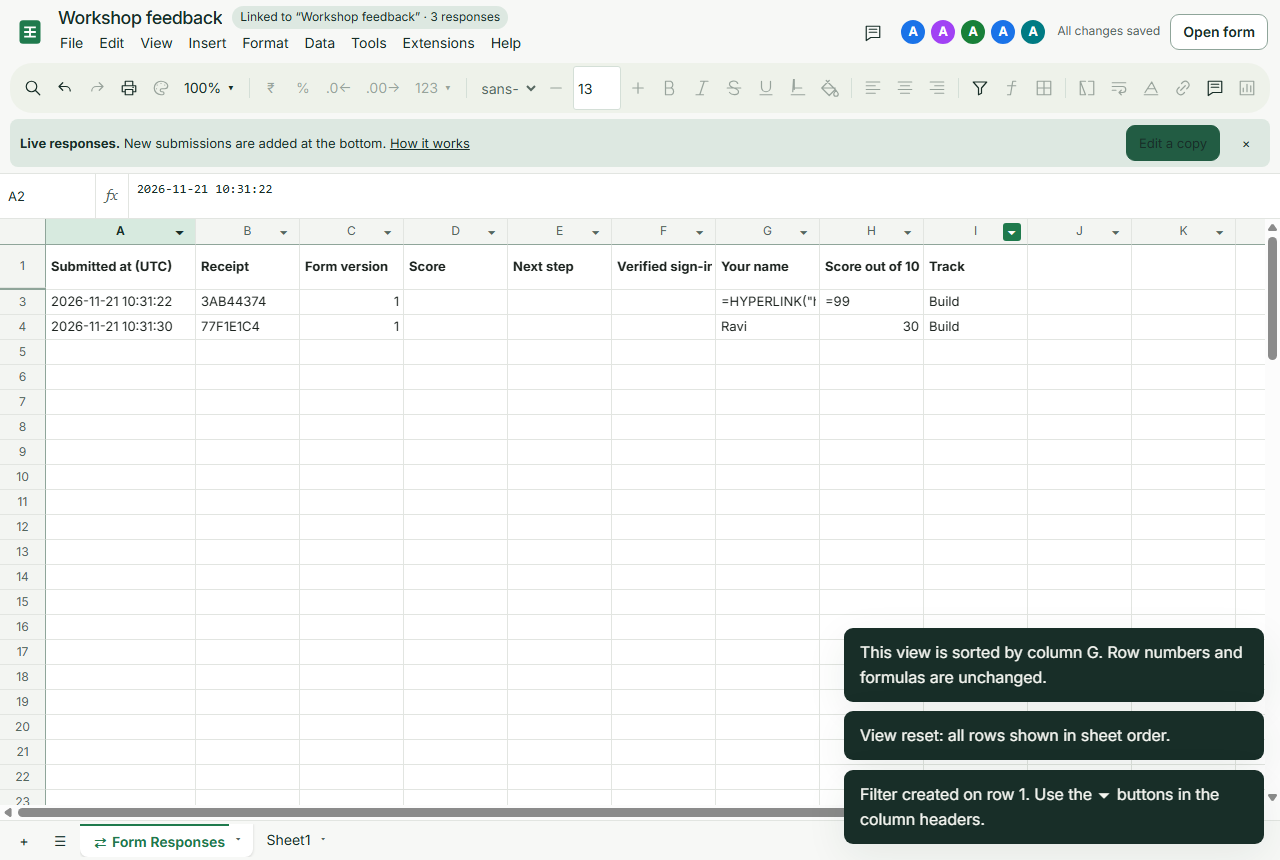 Workshop feedback
Linked to “Workshop feedback” · 3 responses
File Edit View Insert Format Data Tools Extensions Help
A A A A A
All changes saved
Open form
100% ▾ ₹ % .0← .00→ 123 ▾ sans- 13 B I S U
Live responses. New submissions are added at the bottom. How it works
Edit a copy ×
A2 fx 2026-11-21 10:31:22
A B C D E F G H I J K
1 Submitted at (UTC) Receipt Form version Score Next step Verified sign-in Your name Score out of 10 Track
3 2026-11-21 10:31:22 3AB44374 1 =HYPERLINK("h =99 Build
4 2026-11-21 10:31:30 77F1E1C4 1 Ravi 30 Build
5
6
7
8
9
10
11
12
13
14
15
16
17
18
19
20
21
22
23
This view is sorted by column G. Row numbers and
formulas are unchanged.
View reset: all rows shown in sheet order.
Filter created on row 1. Use the ▾ buttons in the
column headers.
+ ☰ ⇄ Form Responses Sheet1